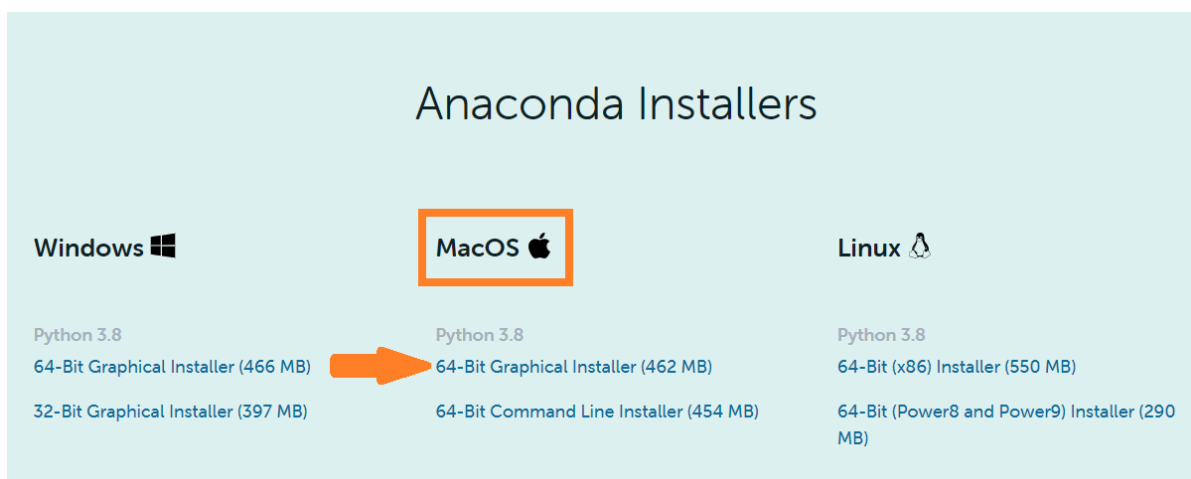 Anaconda Installers
Windows
MacOS
Linux
Python 3.8
64-Bit Graphical Installer (466 MB)
32-Bit Graphical Installer (397 MB)
Python 3.8
64-Bit Graphical Installer (462 MB)
64-Bit Command Line Installer (454 MB)
Python 3.8
64-Bit (x86) Installer (550 MB)
64-Bit (Power8 and Power9) Installer (290
MB)